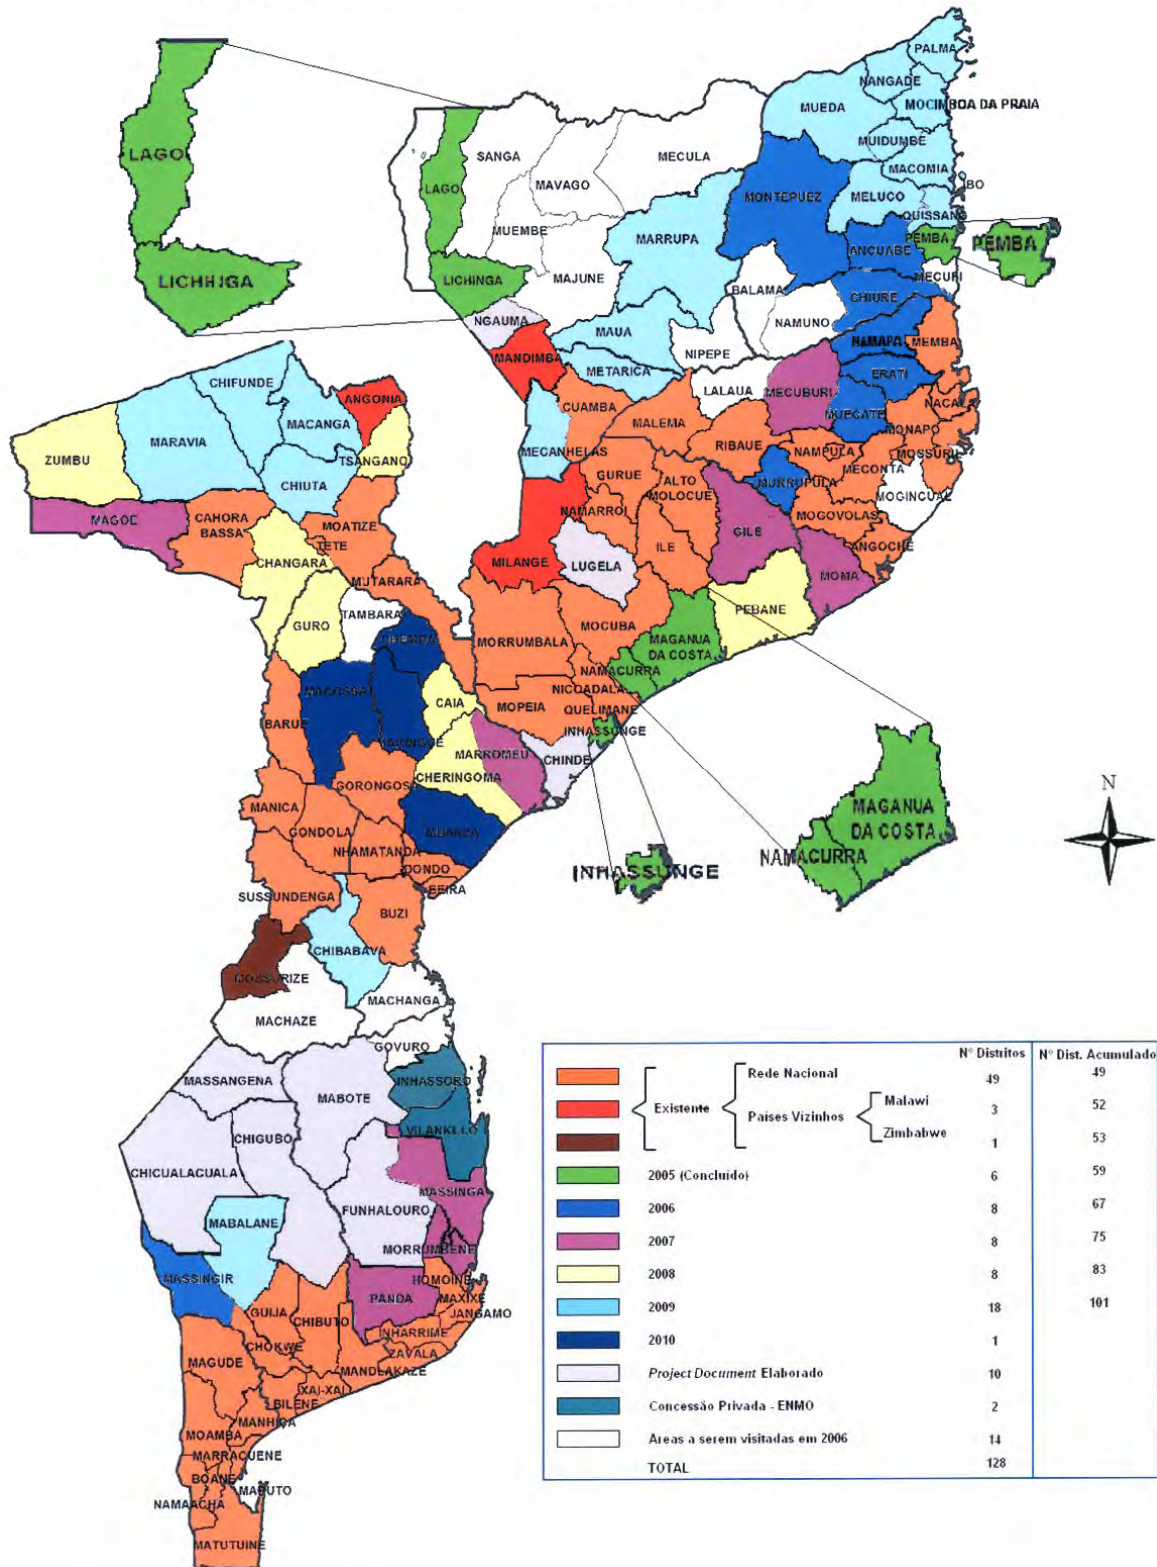 PALMA
NANGADE
MUEDA
MOCIMBOA DA PRAIA
MUIDUMBE
MACOMIA
LAGO
SANGA
MECULA
MAVAGO
LAGO
MONTEPUEZ
MELUCO
BO
QUISSANG
MUEMBE
MARRUPA
ANCUABE
PEMBA
PEMBA
LICHINGA
MAJUNE
MECUFI
BALAMA
CHIURE
NGAUMA
NAMUNO
MAUA
NAMAPA
MEMBA
MANDIMBA
NIPEPE
METARICA
ERATI
CHIFUNDE
LALAUA
MECUBURI
ANGONIA
CUAMBA
NACALA
MACANGA
MALEMA
MUECATE
MONAPO
MARAVIA
RIBAUE
ZUMBU
TSANGANO
MECANHELAS
NAMPULA
MOSSURIL
CHIUTA
GURUE
ALTO
MOLOCUE
MECONTA
MURRUPULA
MOGINCUAL
MAGOE
CAHORA
BASSA
MOATIZE
NAMARROI
MOGOVOLAS
GILE
TETE
ILE
ANGOCHE
CHANGARA
MILANGE
LUGELA
MOMA
MUTARARA
PEBANE
TAMBARA
GURO
MOCUBA
MORRUMBALA
MAGANUA
DA COSTA
NAMACURRA
MACOSSA
NICOADALA
CAIA
MOPEIA
QUELIMANE
BARUE
INHASSUNGE
MARROMEU
CHINDE
CHERINGOMA
GORONGOSA
MANICA
MAGANUA
DA COSTA
N
GONDOLA
MUANZA
NHAMATANDA
NAMACURRA
DONDO
INHASSUNGE
SUSSUNDENGA
BUZI
CHIBABAVA
MOSSURIZE
MACHANGA
MACHAZE
GOVURO
MASSANGENA
INHASSORO
MABOTE
CHIGUBO
CHICUALACUALA
MASSINGA
MABALANE
FUNHALOURO
MORRUMBENE
MASSINGIR
HOMOINE
PANDA
MAXIXE
GUIJA
JANGAMO
CHIBUTO
INHARRIME
CHOKWE
ZAVALA
MAGUDE
MANDLAKAZE
XAI-XAI
BILENE
MANHIÇA
MOAMBA
MARRACUENE
BOANE
MAPUTO
NAMAACHA
MATUTUINE
Nº Distritos Nº Dist. Acumulado
Existente Rede Nacional 49 49
Países Vizinhos Malawi 3 52
Zimbabwe 1 53
2005 (Concluído) 6 59
2006 8 67
2007 8 75
2008 8 83
2009 18 101
2010 1
Project Document Elaborado 10
Concessão Privada - ENMO 2
Areas a serem visitadas em 2006 14
TOTAL 128